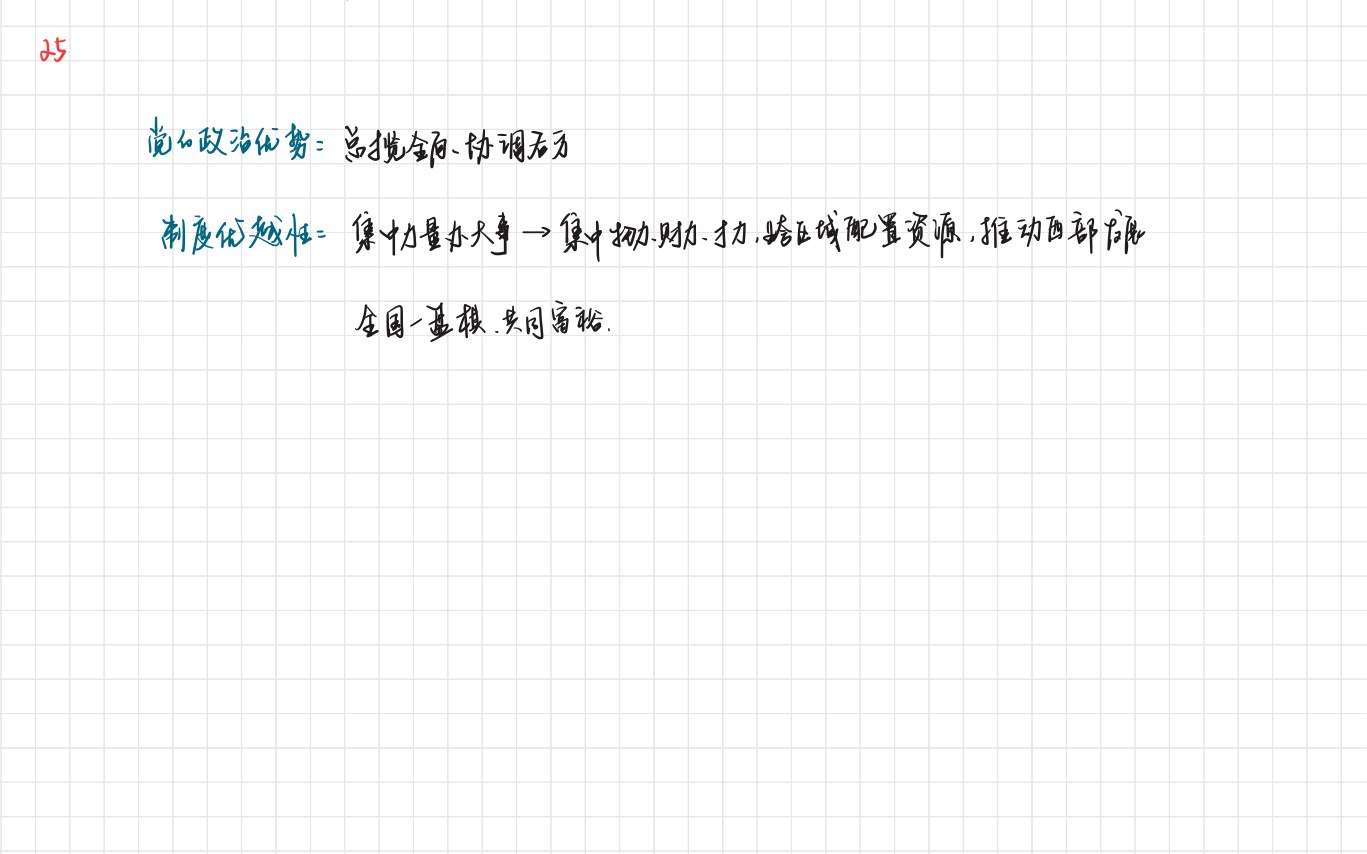 25
党的政治优势：总揽全局、协调各方
制度优越性：集中力量办大事→集中物力、财力、才力，跨区域配置资源，推动西部发展
全国一盘棋、共同富裕.